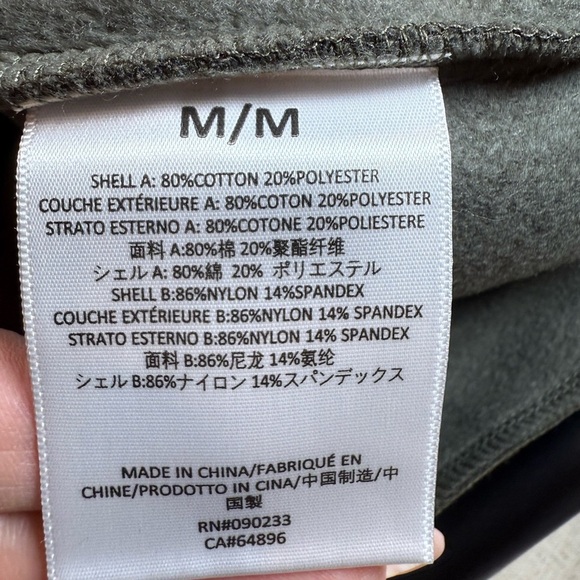 M/M
SHELL A: 80%COTTON 20%POLYESTER
COUCHE EXTÉRIEURE A: 80%COTON 20%POLYESTER
STRATO ESTERNO A: 80%COTONE 20%POLIESTERE
面料 A:80%棉 20%聚酯纤维
シェル A: 80%綿 20% ポリエステル
SHELL B:86%NYLON 14%SPANDEX
COUCHE EXTÉRIEURE B:86%NYLON 14% SPANDEX
STRATO ESTERNO B:86%NYLON 14% SPANDEX
面料 B:86%尼龙 14%氨纶
シェル B:86%ナイロン 14%スパンデックス
MADE IN CHINA/FABRIQUÉ EN
CHINE/PRODOTTO IN CINA/中国制造/中
国製
RN#090233
CA#64896